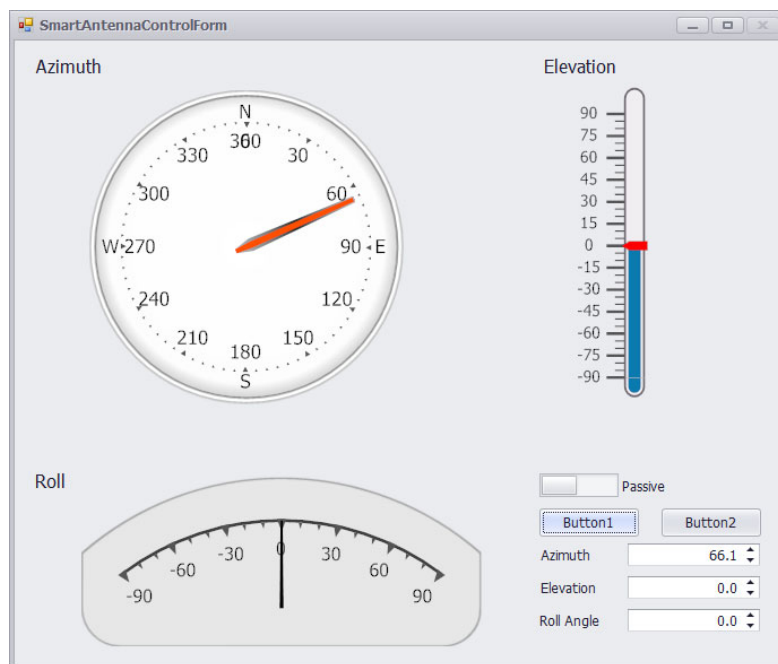 SmartAntennaControlForm
Azimuth
N
360
0
330
30
300
60
W
270
90
E
240
120
210
150
180
S
Elevation
90
75
60
45
30
15
0
-15
-30
-45
-60
-75
-90
Roll
-90
-60
-30
0
30
60
90
Passive
Button1 Button2
Azimuth 66.1
Elevation 0.0
Roll Angle 0.0